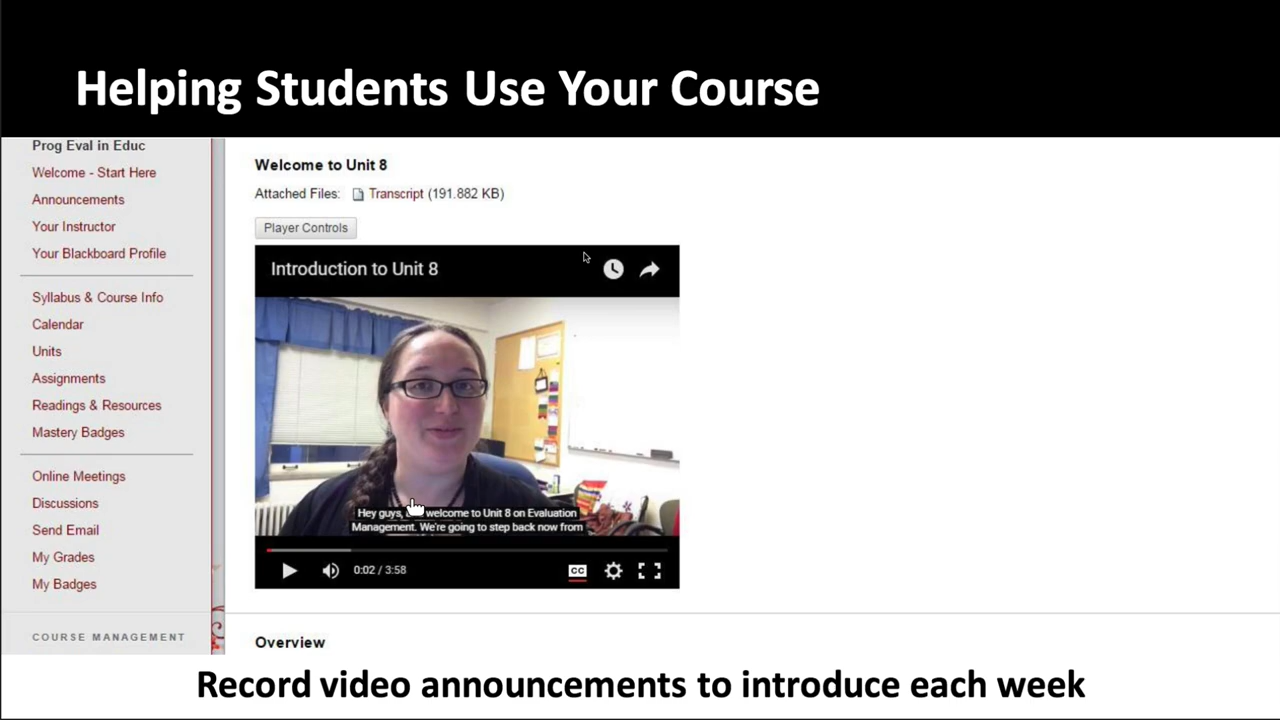 Helping Students Use Your Course
Prog Eval in Educ
Welcome - Start Here
Announcements
Your Instructor
Your Blackboard Profile
Syllabus & Course Info
Calendar
Units
Assignments
Readings & Resources
Mastery Badges
Online Meetings
Discussions
Send Email
My Grades
My Badges
COURSE MANAGEMENT
Welcome to Unit 8
Attached Files: Transcript (191.882 KB)
Player Controls
Introduction to Unit 8
Hey guys, welcome to Unit 8 on Evaluation
Management. We're going to step back now from
0:02 / 3:58
CC
Overview
Record video announcements to introduce each week